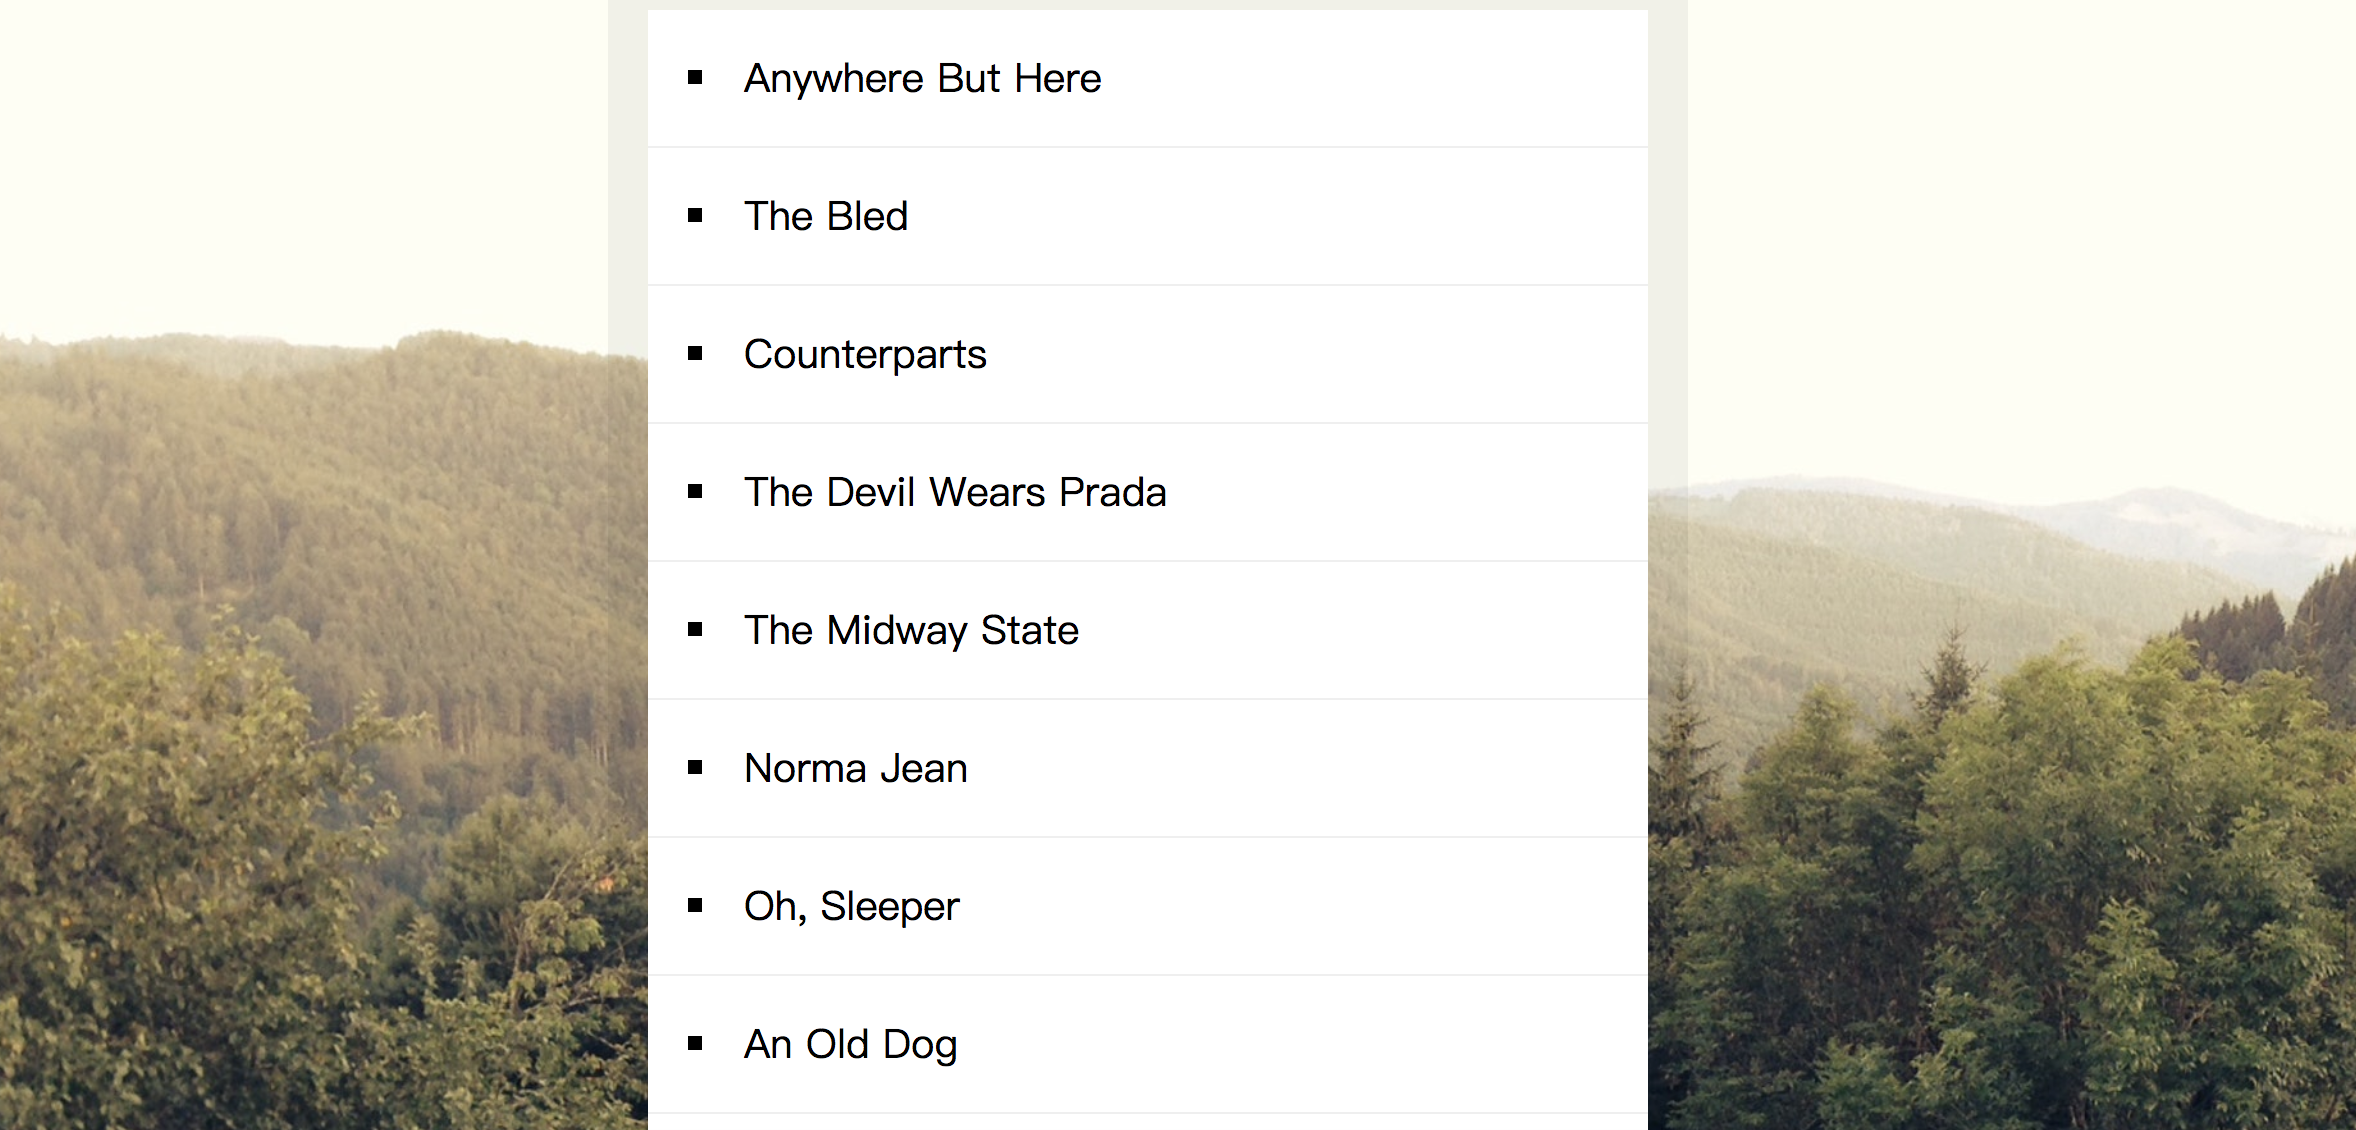 Anywhere But Here
The Bled
Counterparts
The Devil Wears Prada
The Midway State
Norma Jean
Oh, Sleeper
An Old Dog